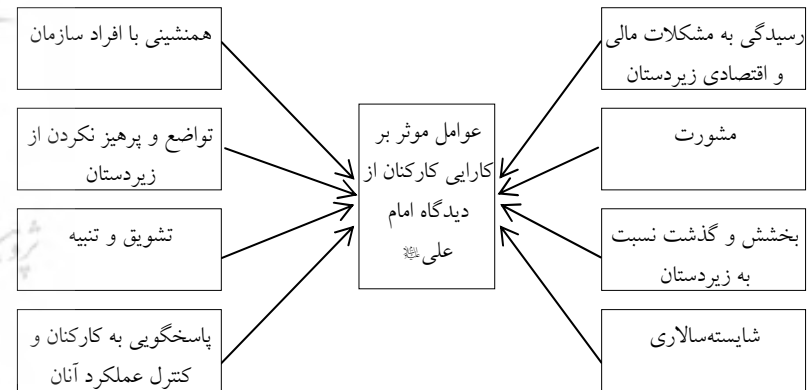 رسیدگی به مشکلات مالی
و اقتصادی زیردستان
مشورت
بخشش و گذشت نسبت
به زیردستان
شایسته‌سالاری
عوامل موثر بر
کارایی کارکنان از
دیدگاه امام
علی
همنشینی با افراد سازمان
تواضع و پرهیز نکردن از
زیردستان
تشویق و تنبیه
پاسخگویی به کارکنان و
کنترل عملکرد آنان